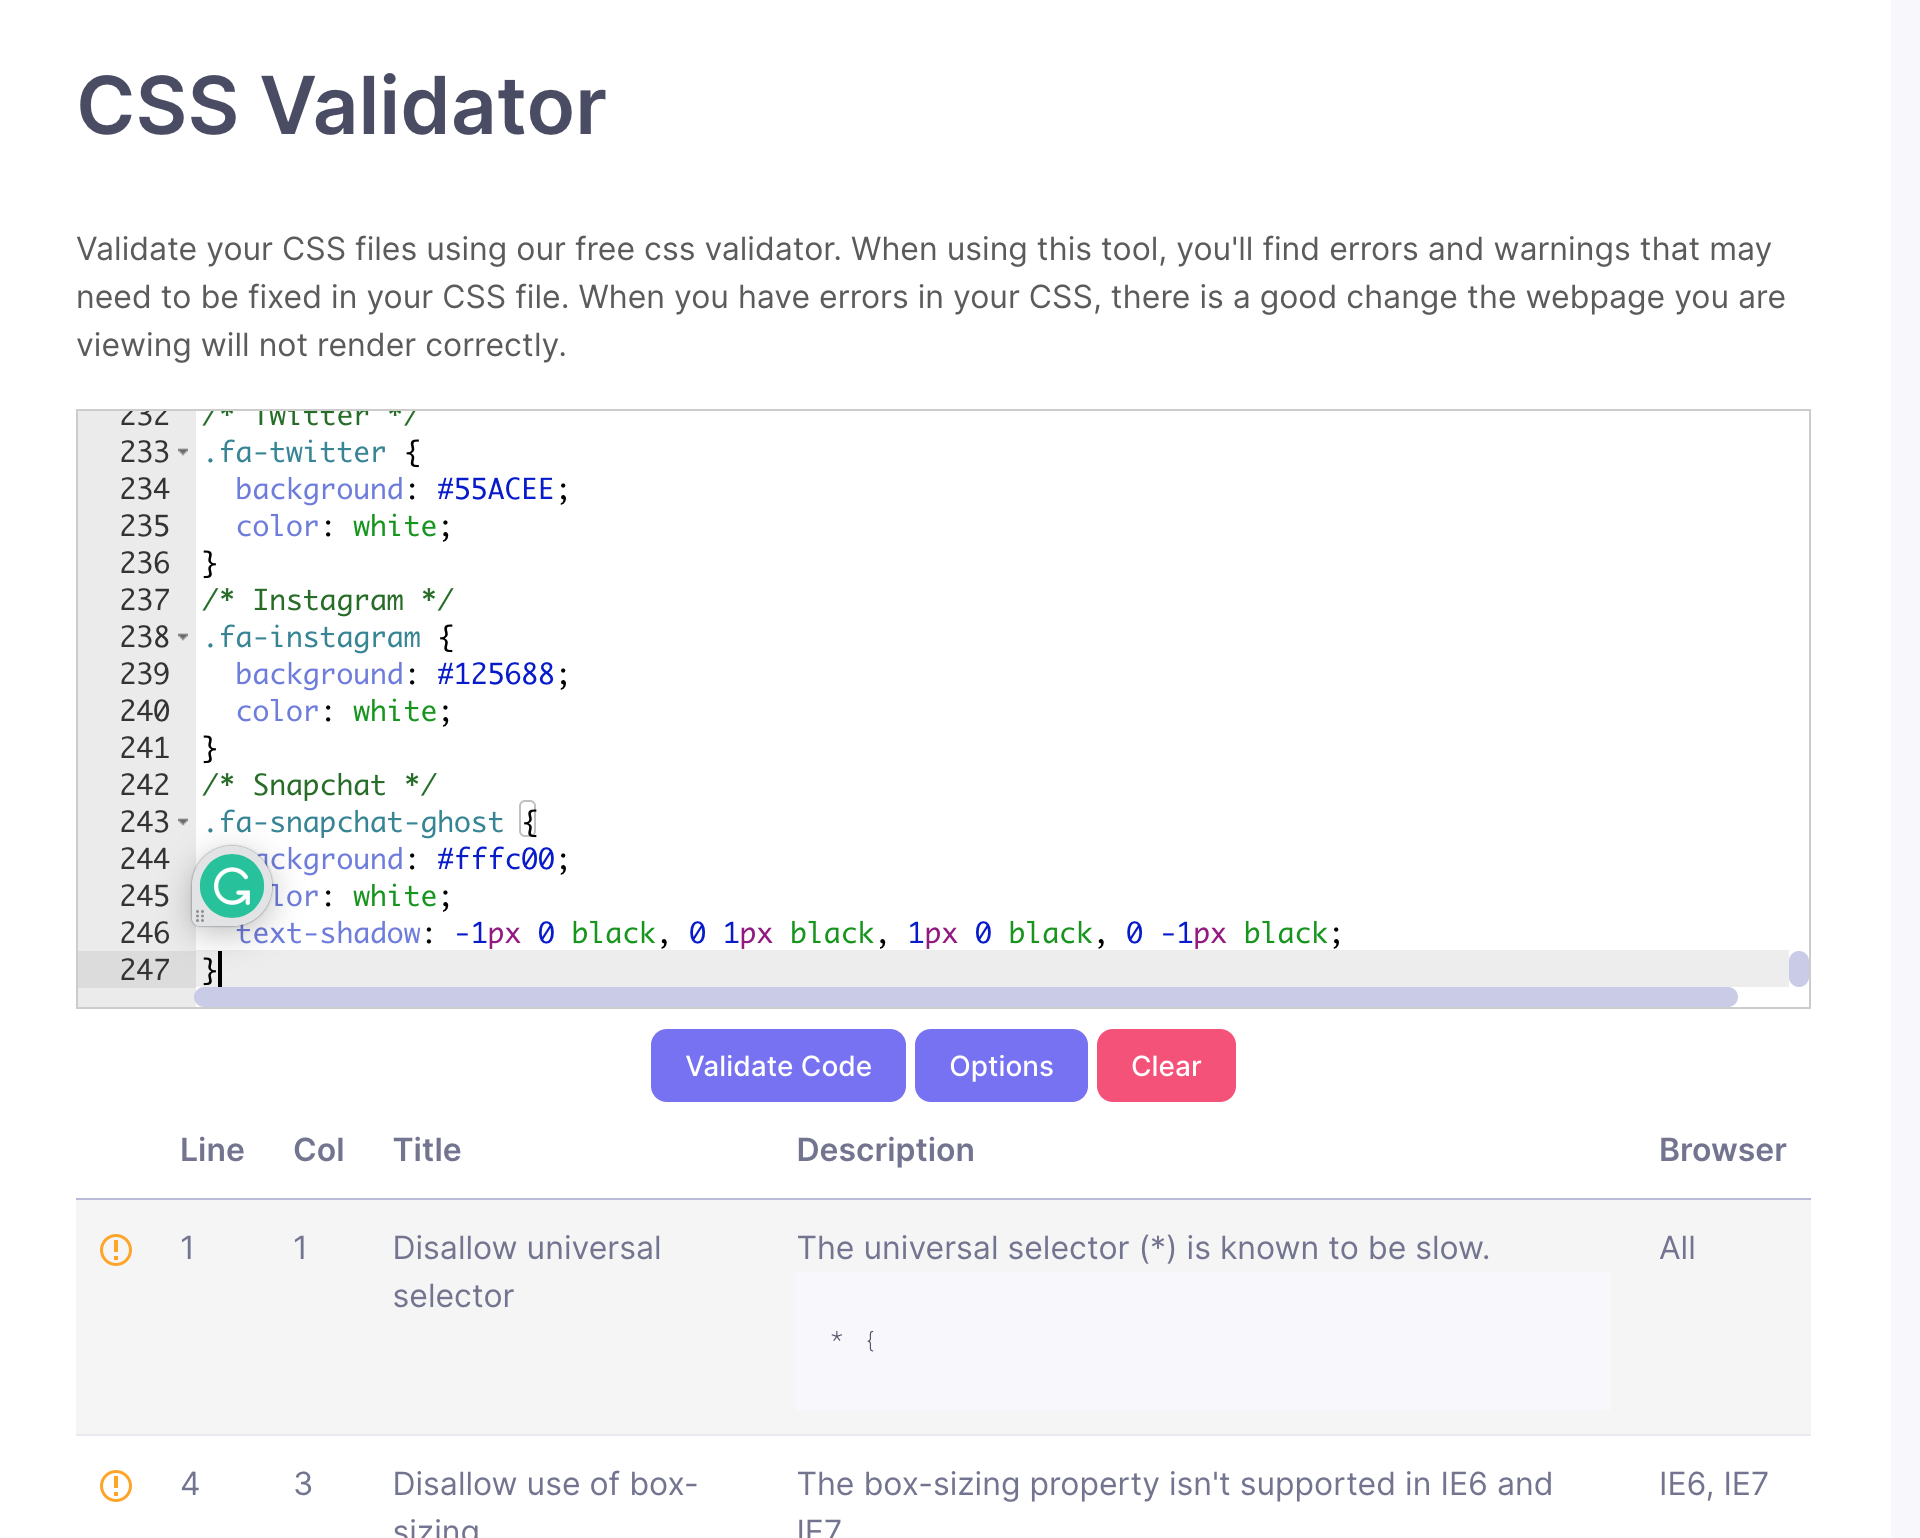 CSS Validator
Validate your CSS files using our free css validator. When using this tool, you'll find errors and warnings that may
need to be fixed in your CSS file. When you have errors in your CSS, there is a good change the webpage you are
viewing will not render correctly.
232 /* Twitter */
233 .fa-twitter {
234 background: #55ACEE;
235 color: white;
236 }
237 /* Instagram */
238 .fa-instagram {
239 background: #125688;
240 color: white;
241 }
242 /* Snapchat */
243 .fa-snapchat-ghost {
244 ackground: #fffc00;
245 lor: white;
246 text-shadow: -1px 0 black, 0 1px black, 1px 0 black, 0 -1px black;
247 }
Validate Code Options Clear
Line Col Title Description Browser
1 1 Disallow universal The universal selector (*) is known to be slow. All
selector
* {
4 3 Disallow use of box- The box-sizing property isn't supported in IE6 and IE6, IE7
sizing IE7